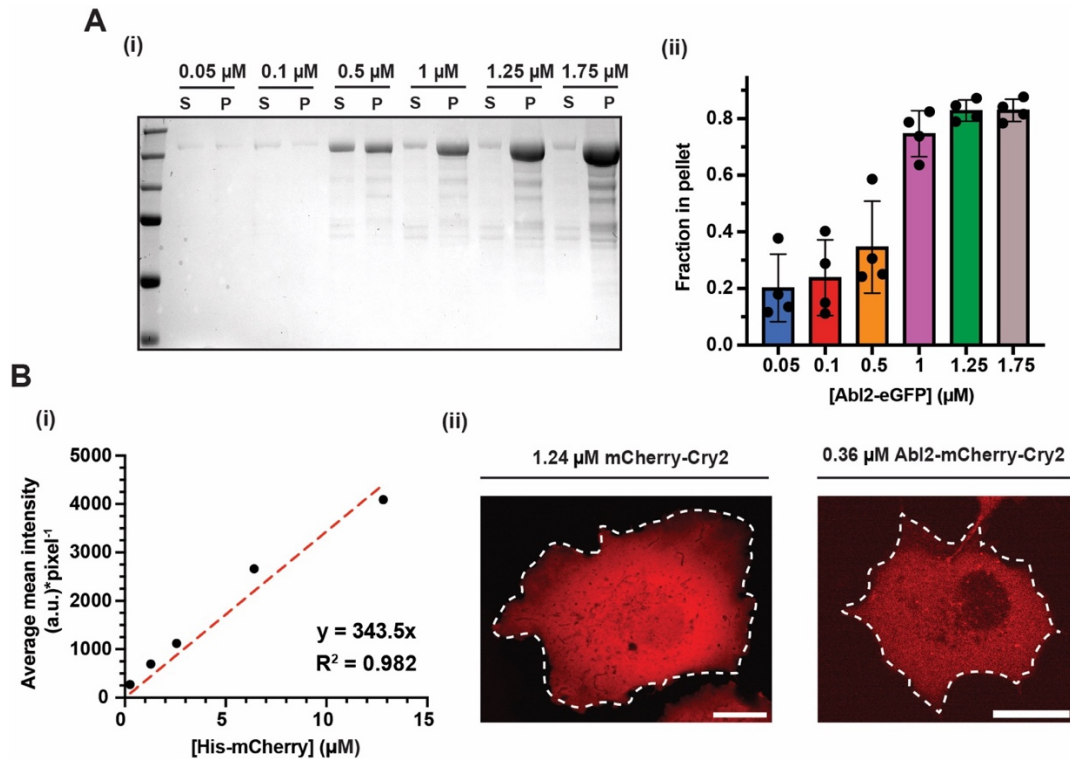 A
(i)
0.05 µM 0.1 µM 0.5 µM 1 µM 1.25 µM 1.75 µM
S P S P S P S P S P S P
(ii)
Fraction in pellet
0.8
0.6
0.4
0.2
0.0
0.05 0.1 0.5 1 1.25 1.75
[Abl2-eGFP] (µM)
B
(i)
Average mean intensity
(a.u.)*pixel⁻¹
5000
4000
3000
2000
1000
0
0 5 10 15
y = 343.5x
R² = 0.982
[His-mCherry] (µM)
(ii)
1.24 µM mCherry-Cry2
0.36 µM Abl2-mCherry-Cry2